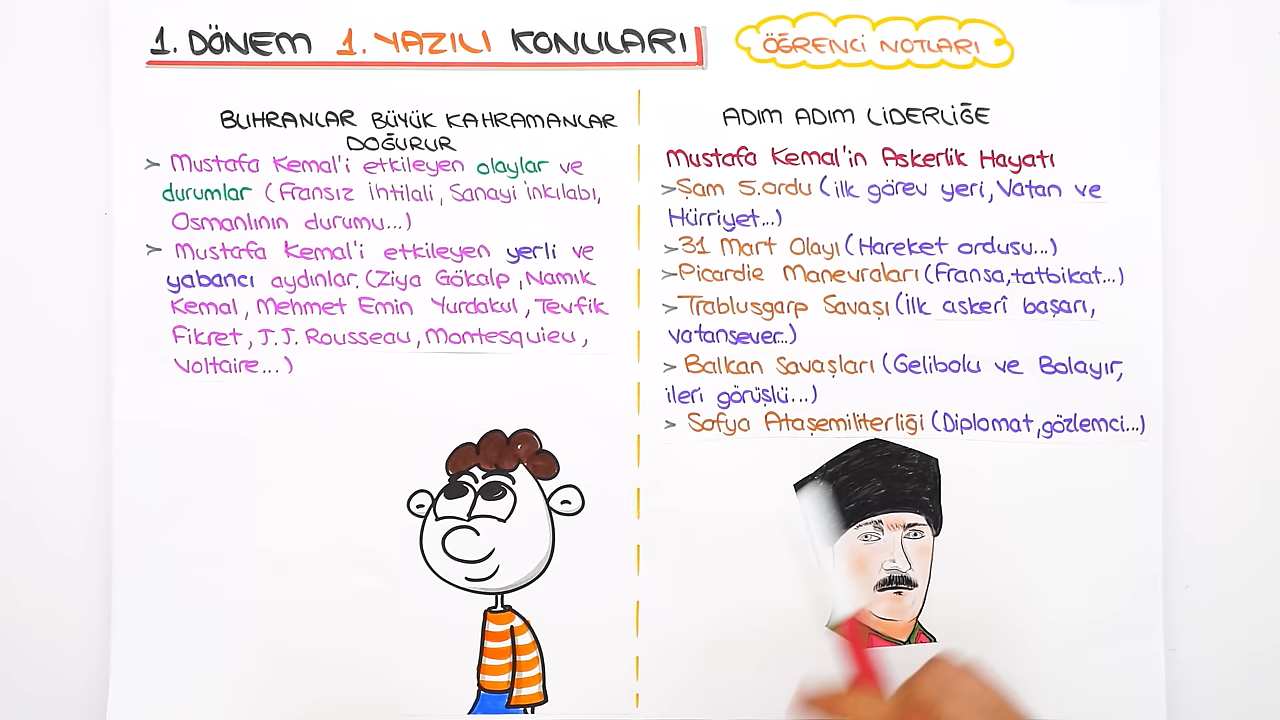 1. DÖNEM 1. YAZILI KONULARI
ÖĞRENCİ NOTLARI
BUHRANLAR BÜYÜK KAHRAMANLAR
DOĞURUR
➢ Mustafa Kemal'i etkileyen olaylar ve
durumlar (Fransız İhtilali, Sanayi inkılabı,
Osmanlının durumu...)
➢ Mustafa Kemal'i etkileyen yerli ve
yabancı aydınlar. (Ziya Gökalp, Namık
Kemal, Mehmet Emin Yurdakul, Tevfik
Fikret, J.J. Rousseau, Montesquieu,
Voltaire...)
ADIM ADIM LİDERLİĞE
Mustafa Kemal'in Askerlik Hayatı
➢ Şam 5.ordu (ilk görev yeri, Vatan ve
Hürriyet...)
➢ 31 Mart Olayı (Hareket ordusu...)
➢ Picardie Manevraları (Fransa, tatbikat...)
➢ Trablusgarp Savaşı (ilk askerî başarı,
vatansever...)
➢ Balkan Savaşları (Gelibolu ve Bolayır,
ileri görüşlü...)
➢ Sofya Ataşemiliterliği (Diplomat, gözlemci...)